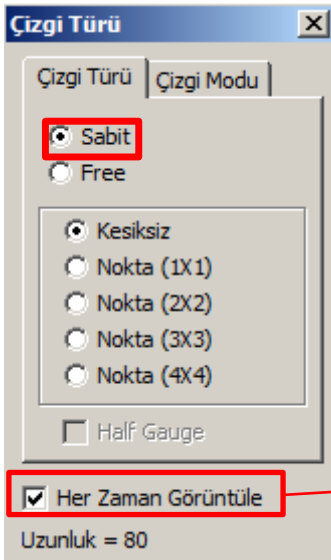 Çizgi Türü
Çizgi Türü Çizgi Modu
Sabit
Free
Kesiksiz
Nokta (1X1)
Nokta (2X2)
Nokta (3X3)
Nokta (4X4)
Half Gauge
Her Zaman Görüntüle
Uzunluk = 80